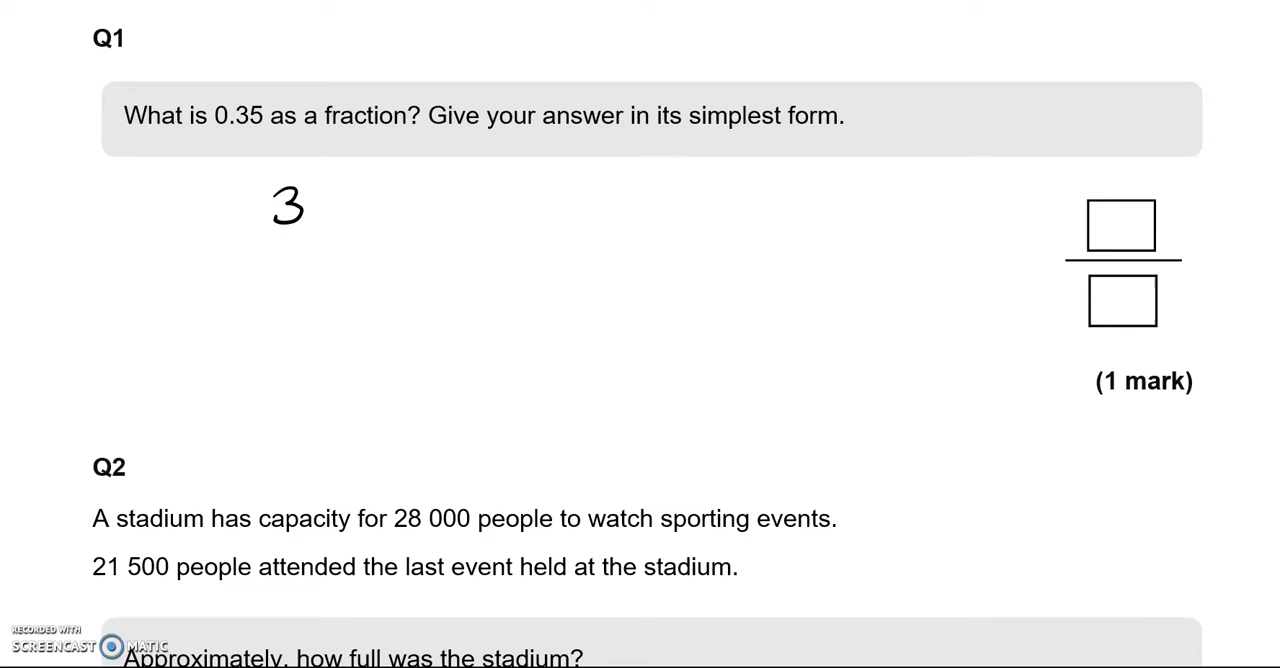 Q1
What is 0.35 as a fraction? Give your answer in its simplest form.
3
(1 mark)
Q2
A stadium has capacity for 28 000 people to watch sporting events.
21 500 people attended the last event held at the stadium.
RECORDED WITH
SCREENCAST MATIC
Approximately, how full was the stadium?